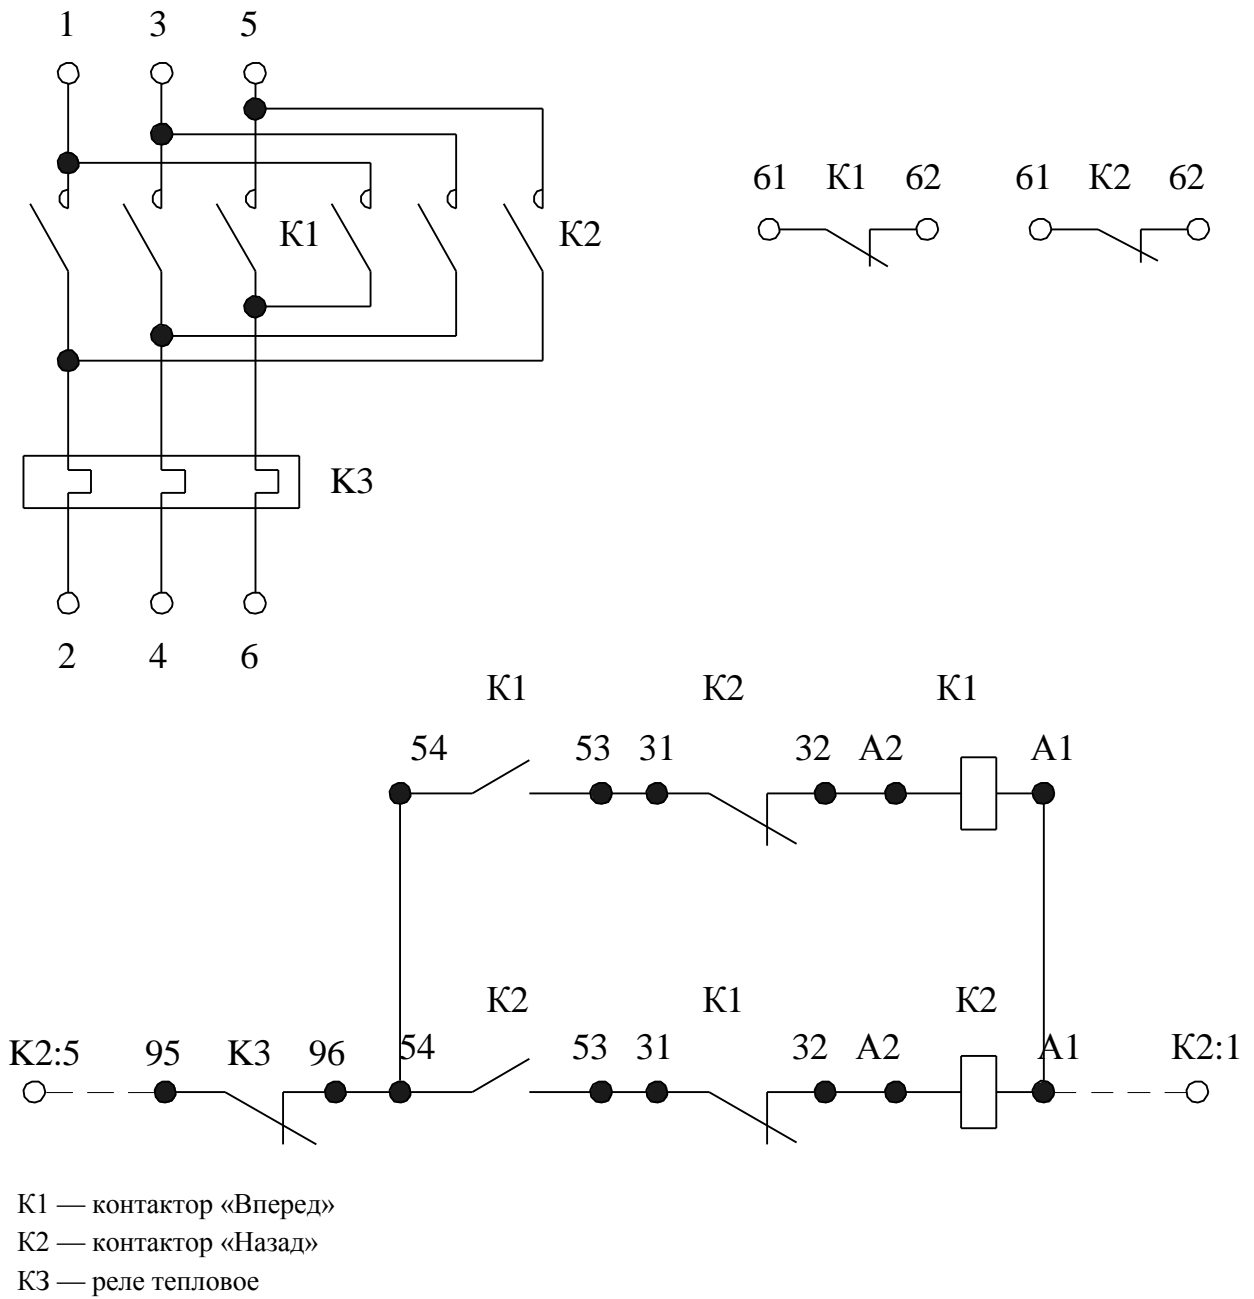 1 3 5
К1 К2
61 К1 62 61 К2 62
К3
2 4 6
К1 К2 К1
54 53 31 32 А2 А1
К2 К1 К2
К2:5 95 К3 96 54 53 31 32 А2 А1 К2:1
К1 — контактор «Вперед»
К2 — контактор «Назад»
КЗ — реле тепловое